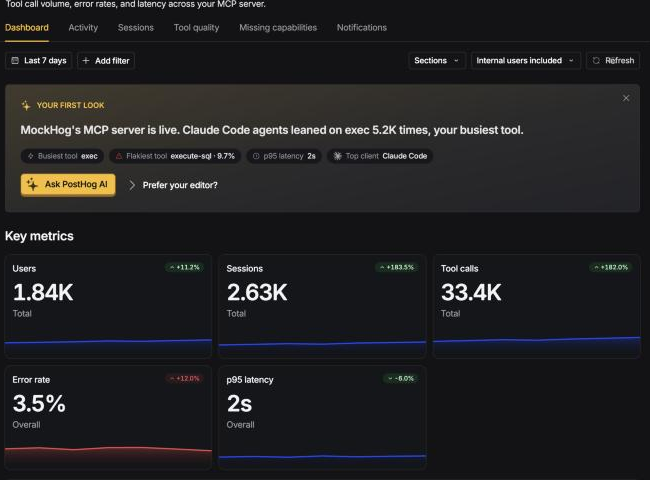 Tool call volume, error rates, and latency across your MCP server.
Dashboard Activity Sessions Tool quality Missing capabilities Notifications
Last 7 days + Add filter Sections Internal users included Refresh
YOUR FIRST LOOK
MockHog's MCP server is live. Claude Code agents leaned on exec 5.2K times, your busiest tool.
Busiest tool exec Flakiest tool execute-sql · 9.7% p95 latency 2s Top client Claude Code
Ask PostHog AI Prefer your editor?
Key metrics
Users +11.2% Sessions +183.5% Tool calls +182.0%
1.84K 2.63K 33.4K
Total Total Total
Error rate +12.0% p95 latency -6.0%
3.5% 2s
Overall Overall